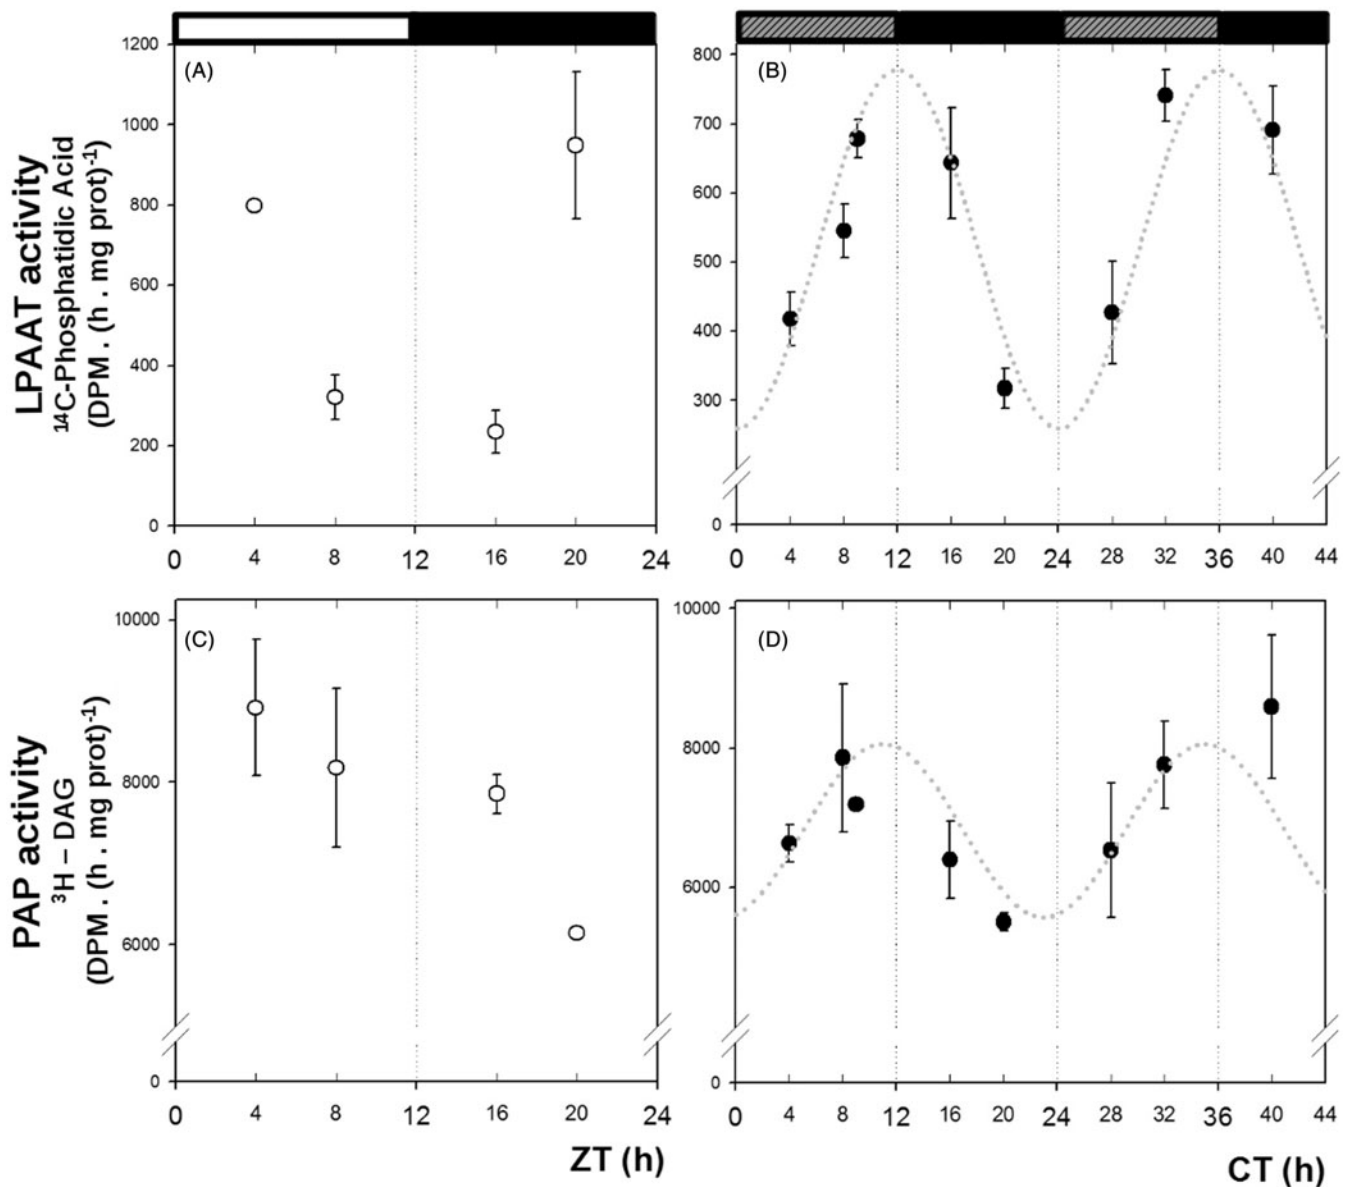 (A)
LPAAT activity
14C-Phosphatidic Acid
(DPM . (h . mg prot)-1)
1200
1000
800
600
400
200
0
0 4 8 12 16 20 24
(B)
800
700
600
500
400
300
0
0 4 8 12 16 20 24 28 32 36 40 44
(C)
PAP activity
3H – DAG
(DPM . (h . mg prot)-1)
10000
8000
6000
0
0 4 8 12 16 20 24
ZT (h)
(D)
10000
8000
6000
0
0 4 8 12 16 20 24 28 32 36 40 44
CT (h)